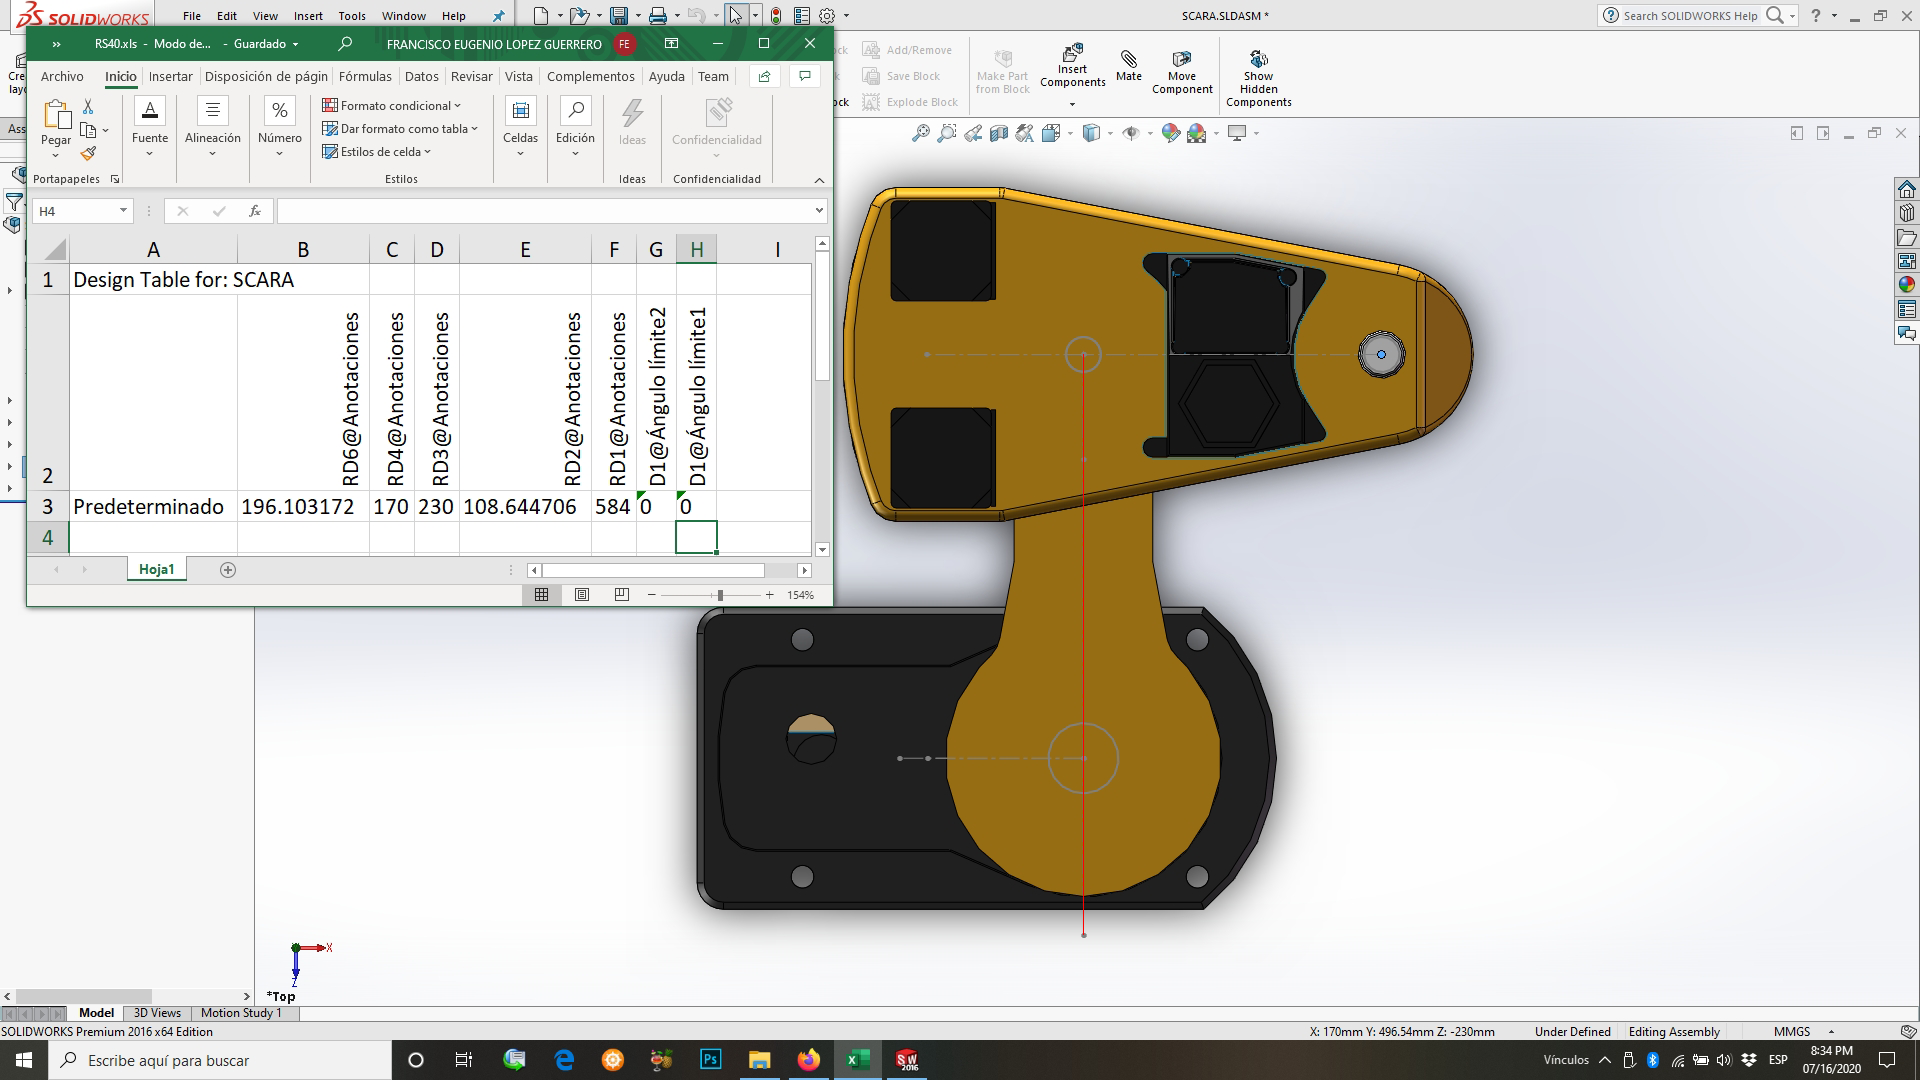 SOLIDWORKS
File Edit View Insert Tools Window Help
SCARA.SLDASM *
Search SOLIDWORKS Help
RS40.xls - Modo de... - Guardado
FRANCISCO EUGENIO LOPEZ GUERRERO FE
Archivo Inicio Insertar Disposición de págin Fórmulas Datos Revisar Vista Complementos Ayuda Team
Pegar
Fuente
Alineación
Número
Formato condicional
Dar formato como tabla
Estilos de celda
Celdas
Edición
Ideas
Confidencialidad
Portapapeles
Estilos
Ideas
Confidencialidad
Add/Remove
Save Block
Explode Block
Make Part from Block
Insert Components
Mate
Move Component
Show Hidden Components
H4
fx
A B C D E F G H I
1 Design Table for: SCARA
2 RD6@Anotaciones RD4@Anotaciones RD3@Anotaciones RD2@Anotaciones RD1@Anotaciones D1@Ángulo límite2 D1@Ángulo límite1
3 Predeterminado 196.103172 170 230 108.644706 584 0 0
4
Hoja1
154%
X
Z
*Top
Model 3D Views Motion Study 1
SOLIDWORKS Premium 2016 x64 Edition
X: 170mm Y: 496.54mm Z: -230mm Under Defined Editing Assembly MMGS
Escribe aquí para buscar
Ps
SW 2016
Vínculos
ESP
8:34 PM
07/16/2020